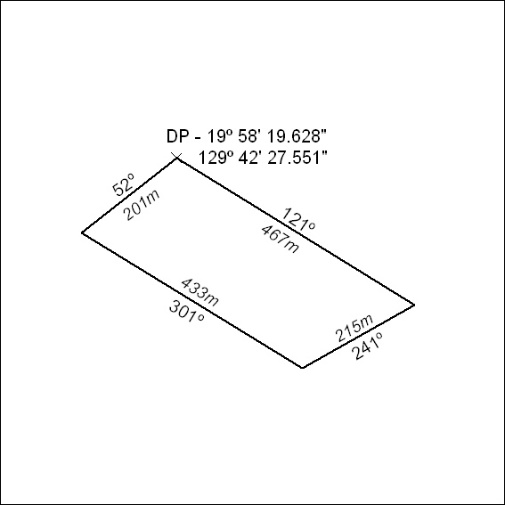 DP - 19º 58' 19.628"
129º 42' 27.551"
52º
201m
121º
467m
433m
301º
215m
241º